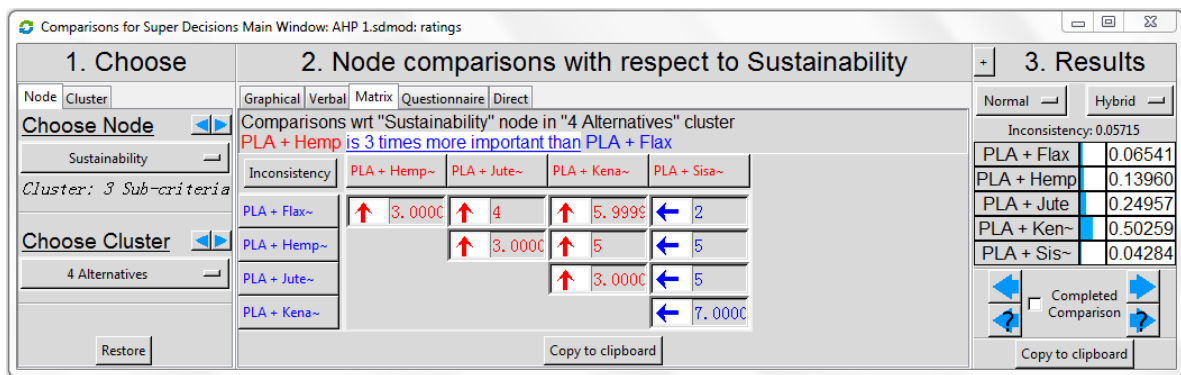 Comparisons for Super Decisions Main Window: AHP 1.sdmod: ratings
1. Choose
Node Cluster
Choose Node
Sustainability
Cluster: 3 Sub-criteria
Choose Cluster
4 Alternatives
Restore
2. Node comparisons with respect to Sustainability
Graphical Verbal Matrix Questionnaire Direct
Comparisons wrt "Sustainability" node in "4 Alternatives" cluster
PLA + Hemp is 3 times more important than PLA + Flax
Inconsistency PLA + Hemp~ PLA + Jute~ PLA + Kena~ PLA + Sisa~
PLA + Flax~ 3.0000 4 5.9999 2
PLA + Hemp~ 3.0000 5 5
PLA + Jute~ 3.0000 5
PLA + Kena~ 7.0000
Copy to clipboard
+ 3. Results
Normal Hybrid
Inconsistency: 0.05715
PLA + Flax 0.06541
PLA + Hemp 0.13960
PLA + Jute 0.24957
PLA + Ken~ 0.50259
PLA + Sis~ 0.04284
Completed
Comparison
? ?
Copy to clipboard